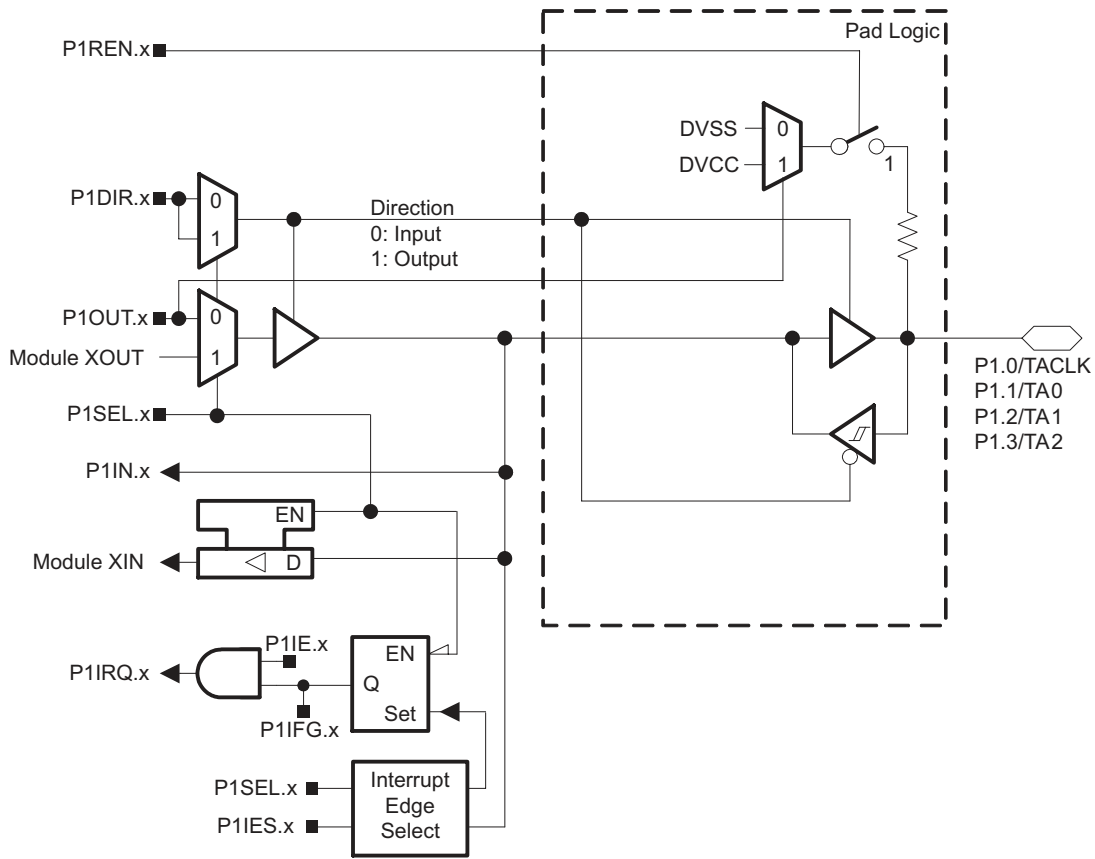 Pad Logic
P1REN.x
DVSS
0
DVCC
1
1
P1DIR.x
0
1
Direction
0: Input
1: Output
P1OUT.x
0
Module XOUT
1
P1.0/TACLK
P1.1/TA0
P1.2/TA1
P1.3/TA2
P1SEL.x
P1IN.x
EN
Module XIN
D
P1IE.x
EN
P1IRQ.x
Q
Set
P1IFG.x
P1SEL.x
P1IES.x
Interrupt
Edge
Select